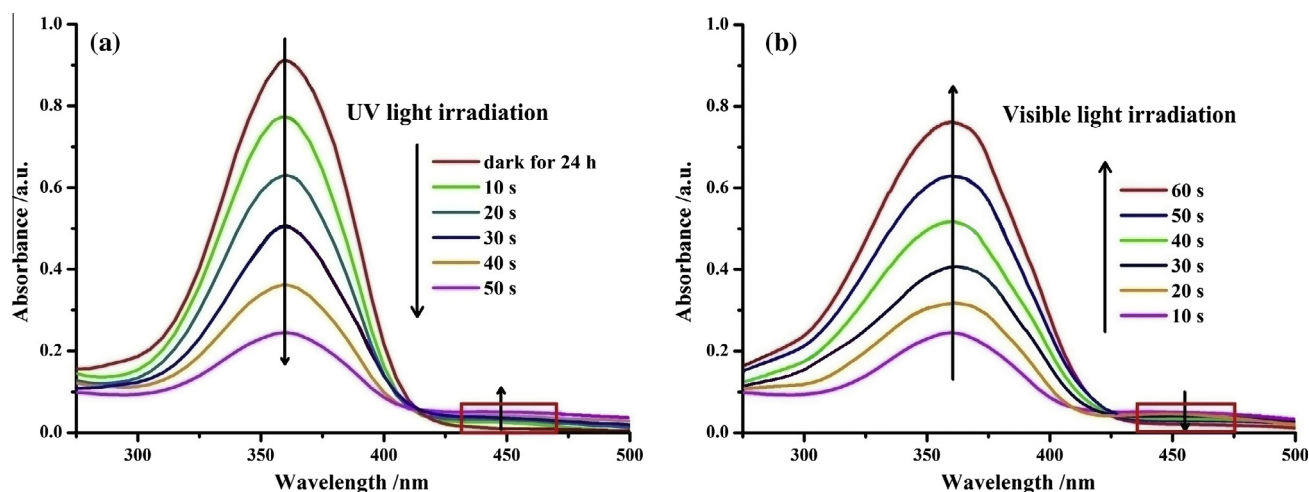 (a)
UV light irradiation
dark for 24 h
10 s
20 s
30 s
40 s
50 s
Absorbance /a.u.
1.0
0.8
0.6
0.4
0.2
0.0
300
350
400
450
500
Wavelength /nm
(b)
Visible light irradiation
60 s
50 s
40 s
30 s
20 s
10 s
Absorbance /a.u.
1.0
0.8
0.6
0.4
0.2
0.0
300
350
400
450
500
Wavelength /nm